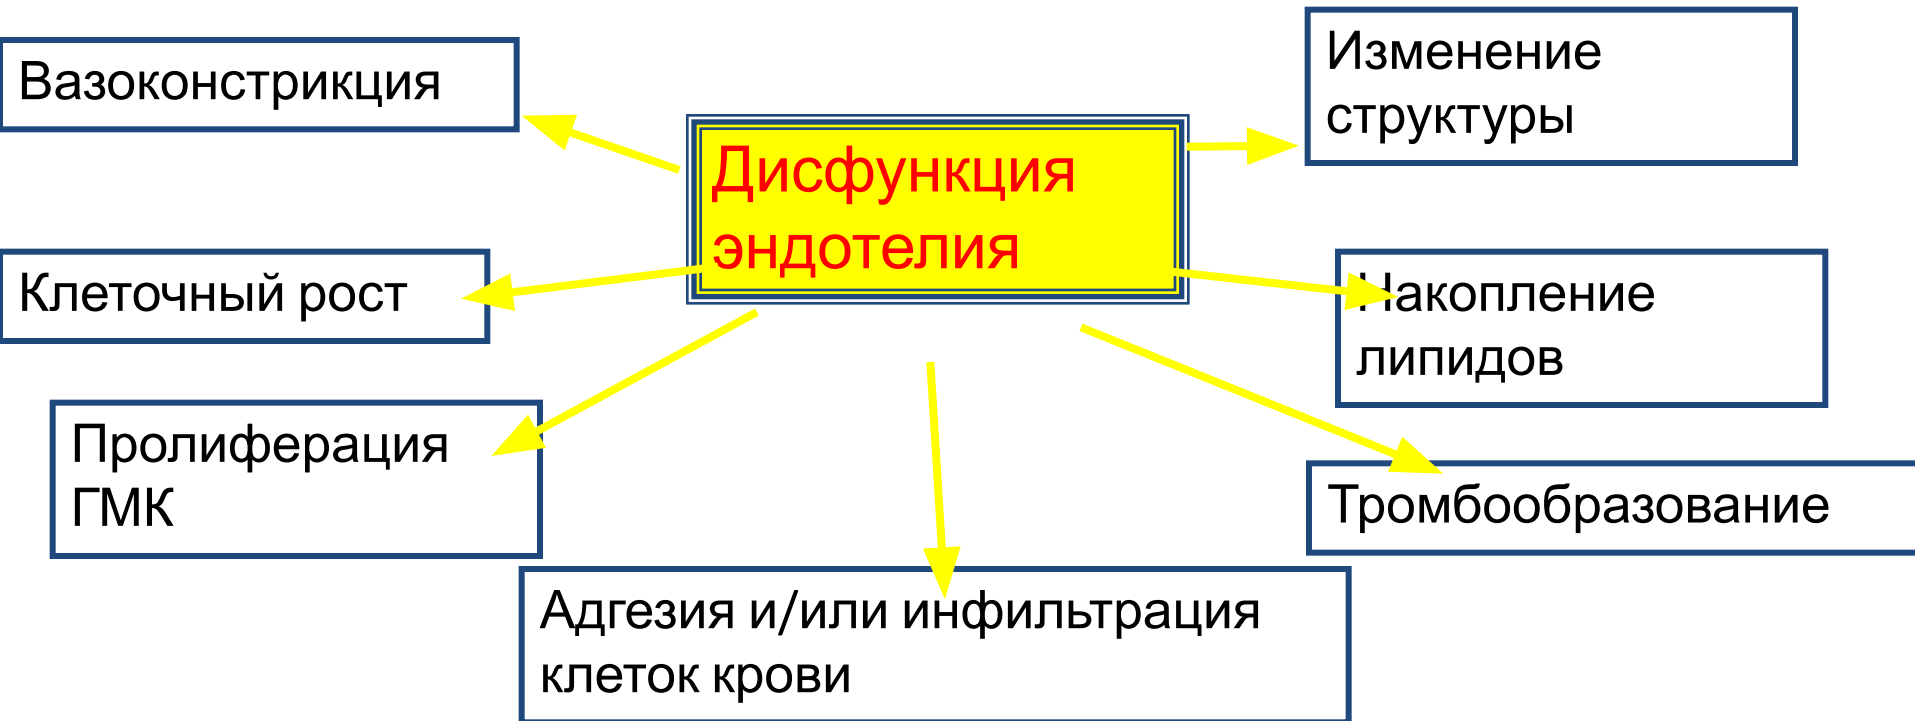 Вазоконстрикция
Изменение
структуры
Дисфункция
эндотелия
Клеточный рост
Накопление
липидов
Пролиферация
ГМК
Тромбообразование
Адгезия и/или инфильтрация
клеток крови